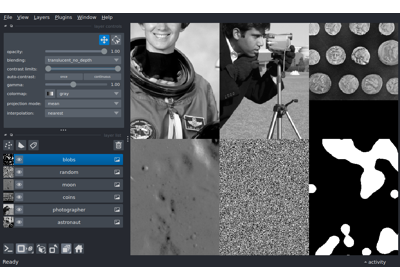 File View Layers Plugins Window Help
opacity: 1.00
blending: translucent_no_depth
contrast limits:
auto-contrast: once continuous
gamma: 1.00
colormap: gray
projection mode: mean
interpolation: nearest
blobs
random
moon
coins
photographer
astronaut
Ready
activity